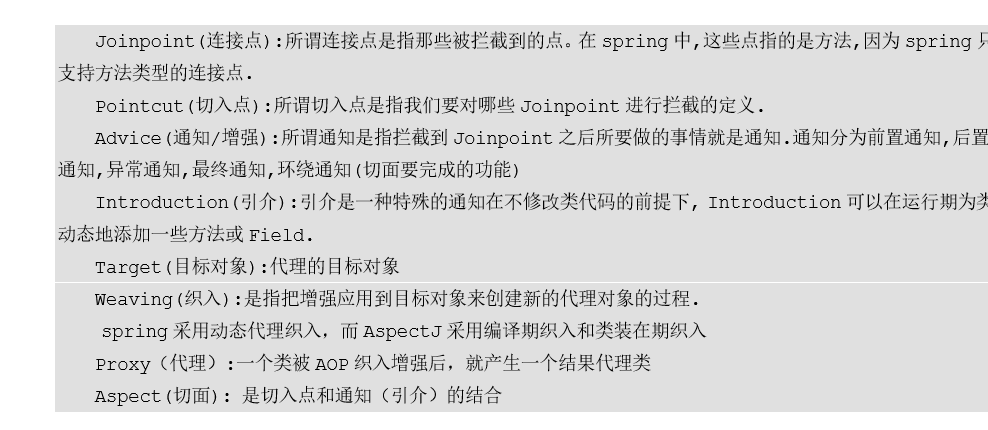 Joinpoint(连接点):所谓连接点是指那些被拦截到的点。在 spring 中,这些点指的是方法,因为 spring 只
支持方法类型的连接点.
Pointcut(切入点):所谓切入点是指我们要对哪些 Joinpoint 进行拦截的定义.
Advice(通知/增强):所谓通知是指拦截到 Joinpoint 之后所要做的事情就是通知.通知分为前置通知,后置
通知,异常通知,最终通知,环绕通知(切面要完成的功能)
Introduction(引介):引介是一种特殊的通知在不修改类代码的前提下, Introduction 可以在运行期为类
动态地添加一些方法或 Field.
Target(目标对象):代理的目标对象
Weaving(织入):是指把增强应用到目标对象来创建新的代理对象的过程.
spring 采用动态代理织入，而 AspectJ 采用编译期织入和类装在期织入
Proxy（代理）:一个类被 AOP 织入增强后，就产生一个结果代理类
Aspect(切面): 是切入点和通知（引介）的结合